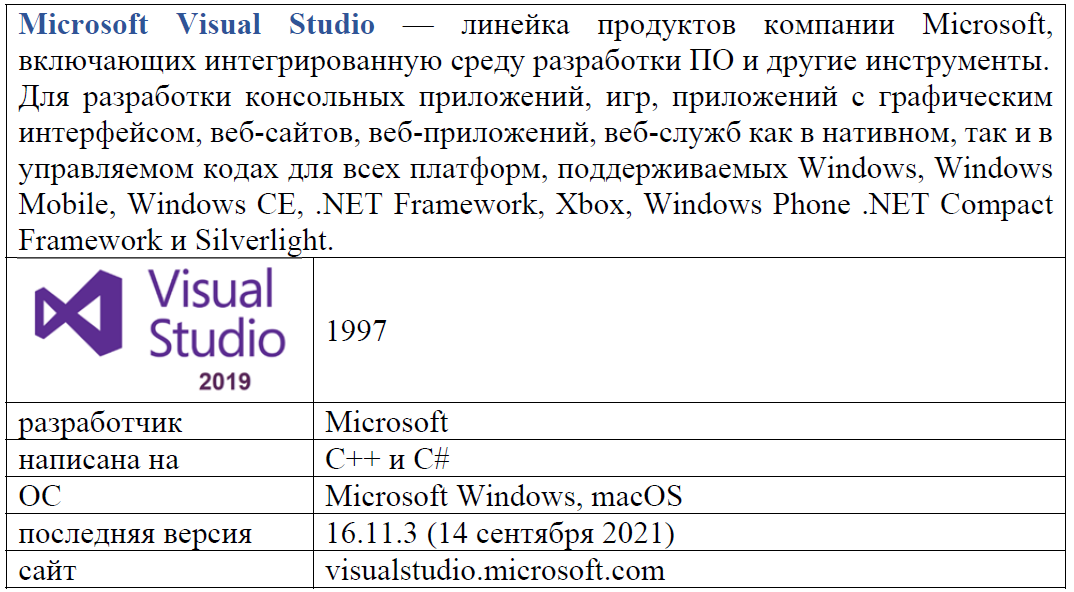 Microsoft Visual Studio — линейка продуктов компании Microsoft,
включающих интегрированную среду разработки ПО и другие инструменты.
Для разработки консольных приложений, игр, приложений с графическим
интерфейсом, веб-сайтов, веб-приложений, веб-служб как в нативном, так и в
управляемом кодах для всех платформ, поддерживаемых Windows, Windows
Mobile, Windows CE, .NET Framework, Xbox, Windows Phone .NET Compact
Framework и Silverlight.
Visual
Studio
2019
1997
разработчик Microsoft
написана на C++ и C#
ОС Microsoft Windows, macOS
последняя версия 16.11.3 (14 сентября 2021)
сайт visualstudio.microsoft.com